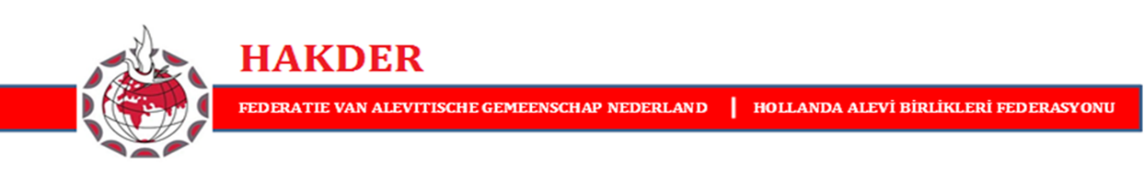 HAKDER
FEDERATIE VAN ALEVITISCHE GEMEENSCHAP NEDERLAND | HOLLANDA ALEVİ BİRLİKLERİ FEDERASYONU